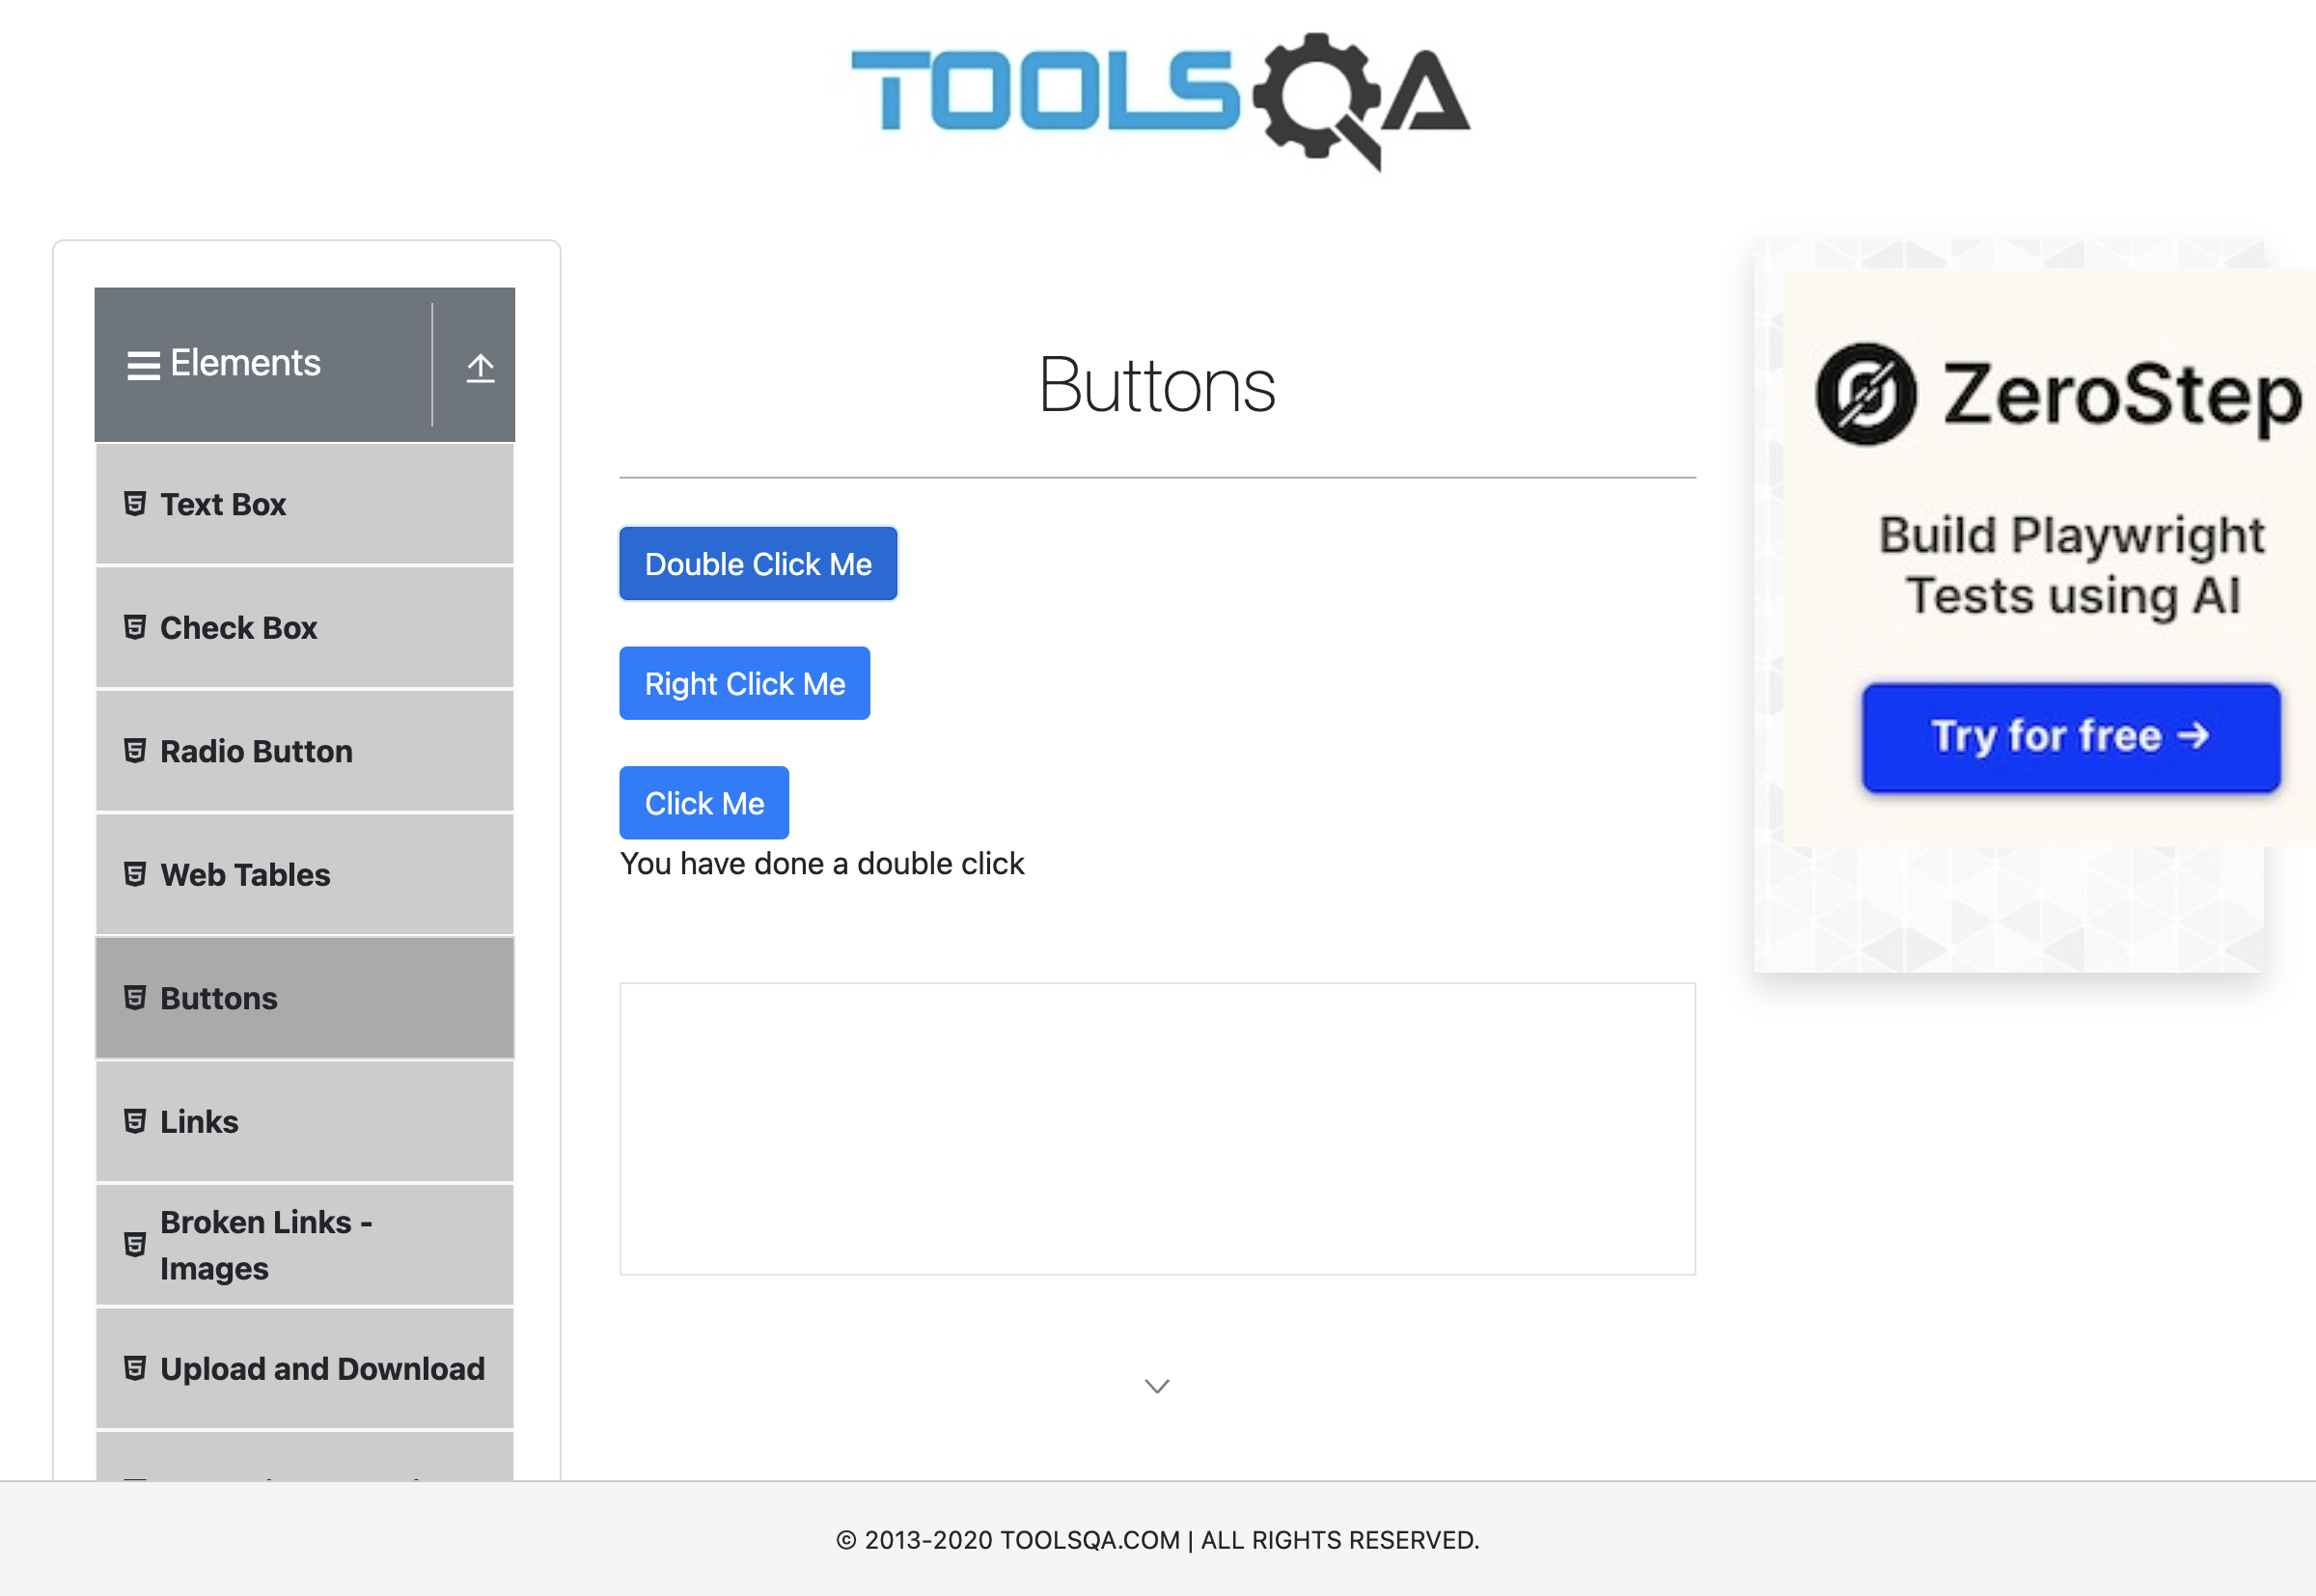 TOOLSQA
Elements
Text Box
Check Box
Radio Button
Web Tables
Buttons
Links
Broken Links -
Images
Upload and Download
Buttons
Double Click Me
Right Click Me
Click Me
You have done a double click
ZeroStep
Build Playwright
Tests using AI
Try for free →
© 2013-2020 TOOLSQA.COM | ALL RIGHTS RESERVED.